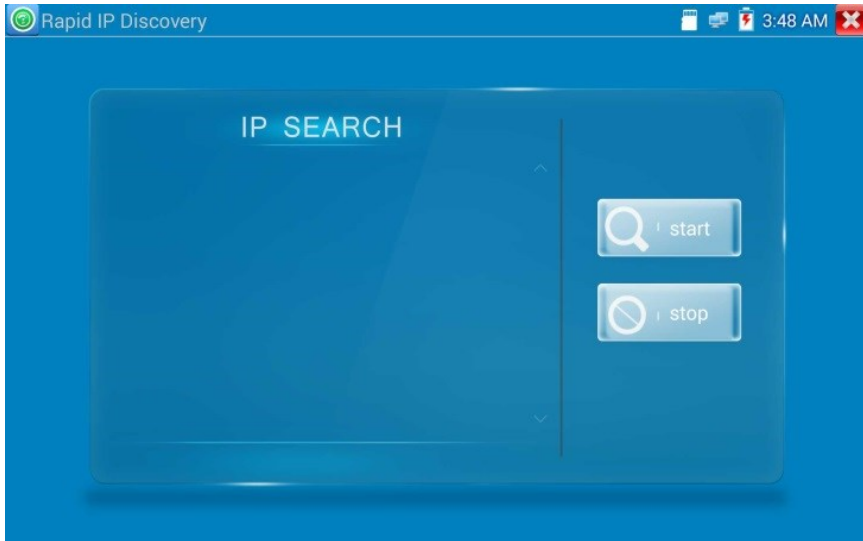 Rapid IP Discovery
3:48 AM
IP SEARCH
start
stop